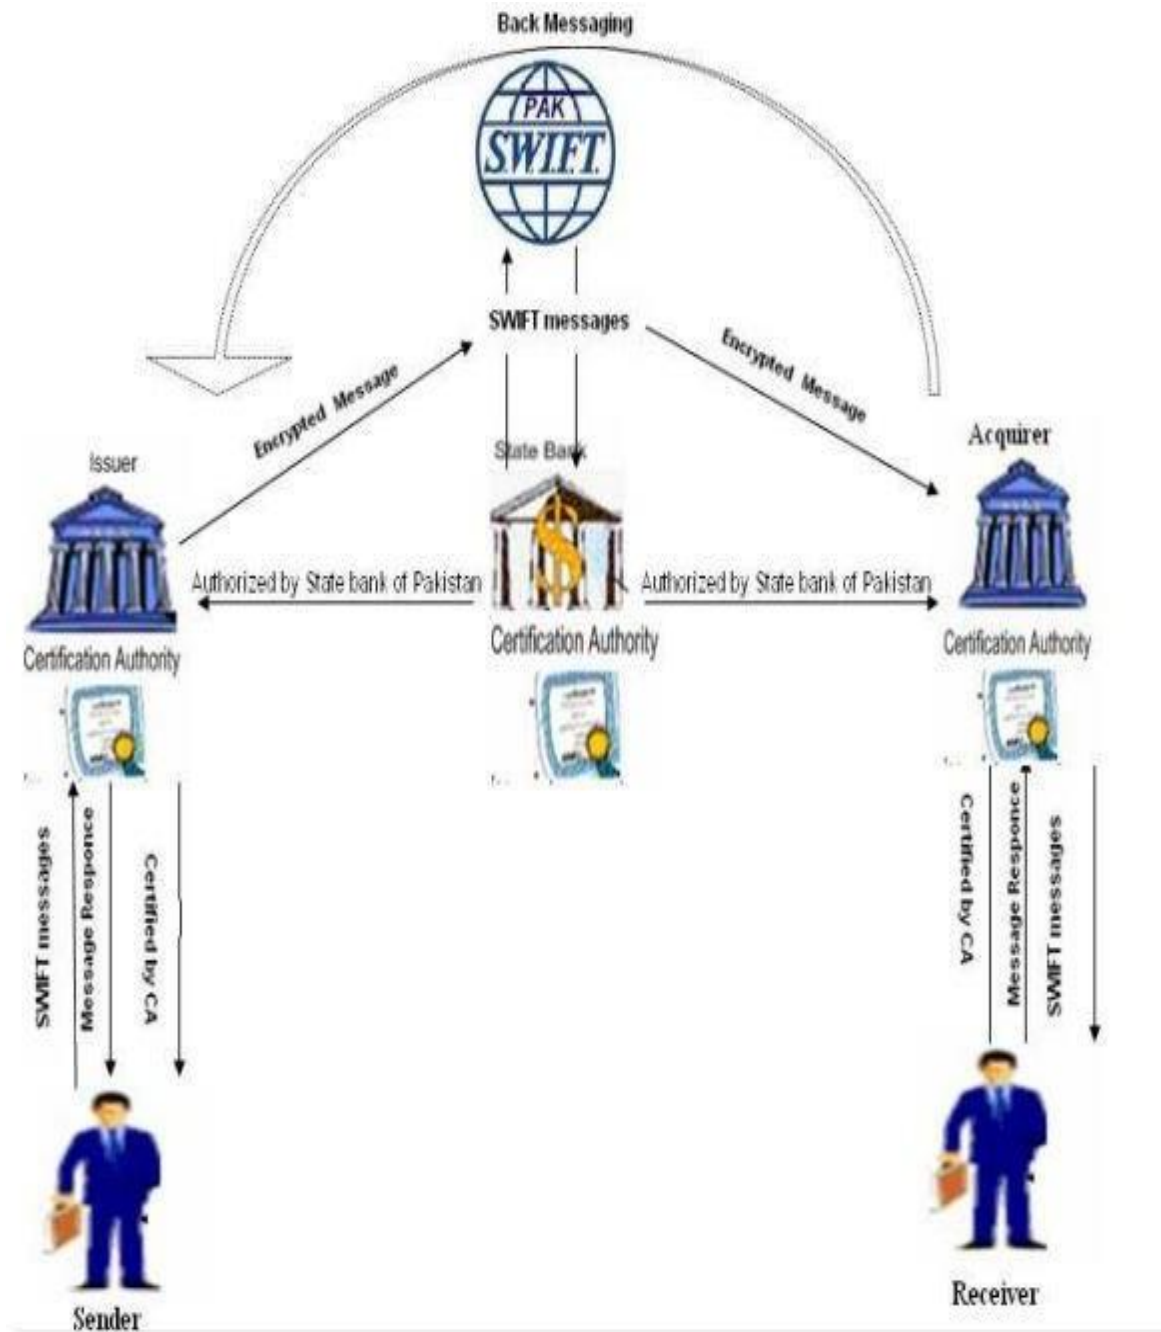 Back Messaging
PAK
S.W.I.F.T.
SWIFT messages
Encrypted Message
Encrypted Message
Acquirer
Issuer
State Bank
Authorized by State bank of Pakistan
Authorized by State bank of Pakistan
Certification Authority
Certification Authority
Certification Authority
SWIFT messages
Message Responce
Certified by CA
Certified by CA
Message Responce
SWIFT messages
Sender
Receiver